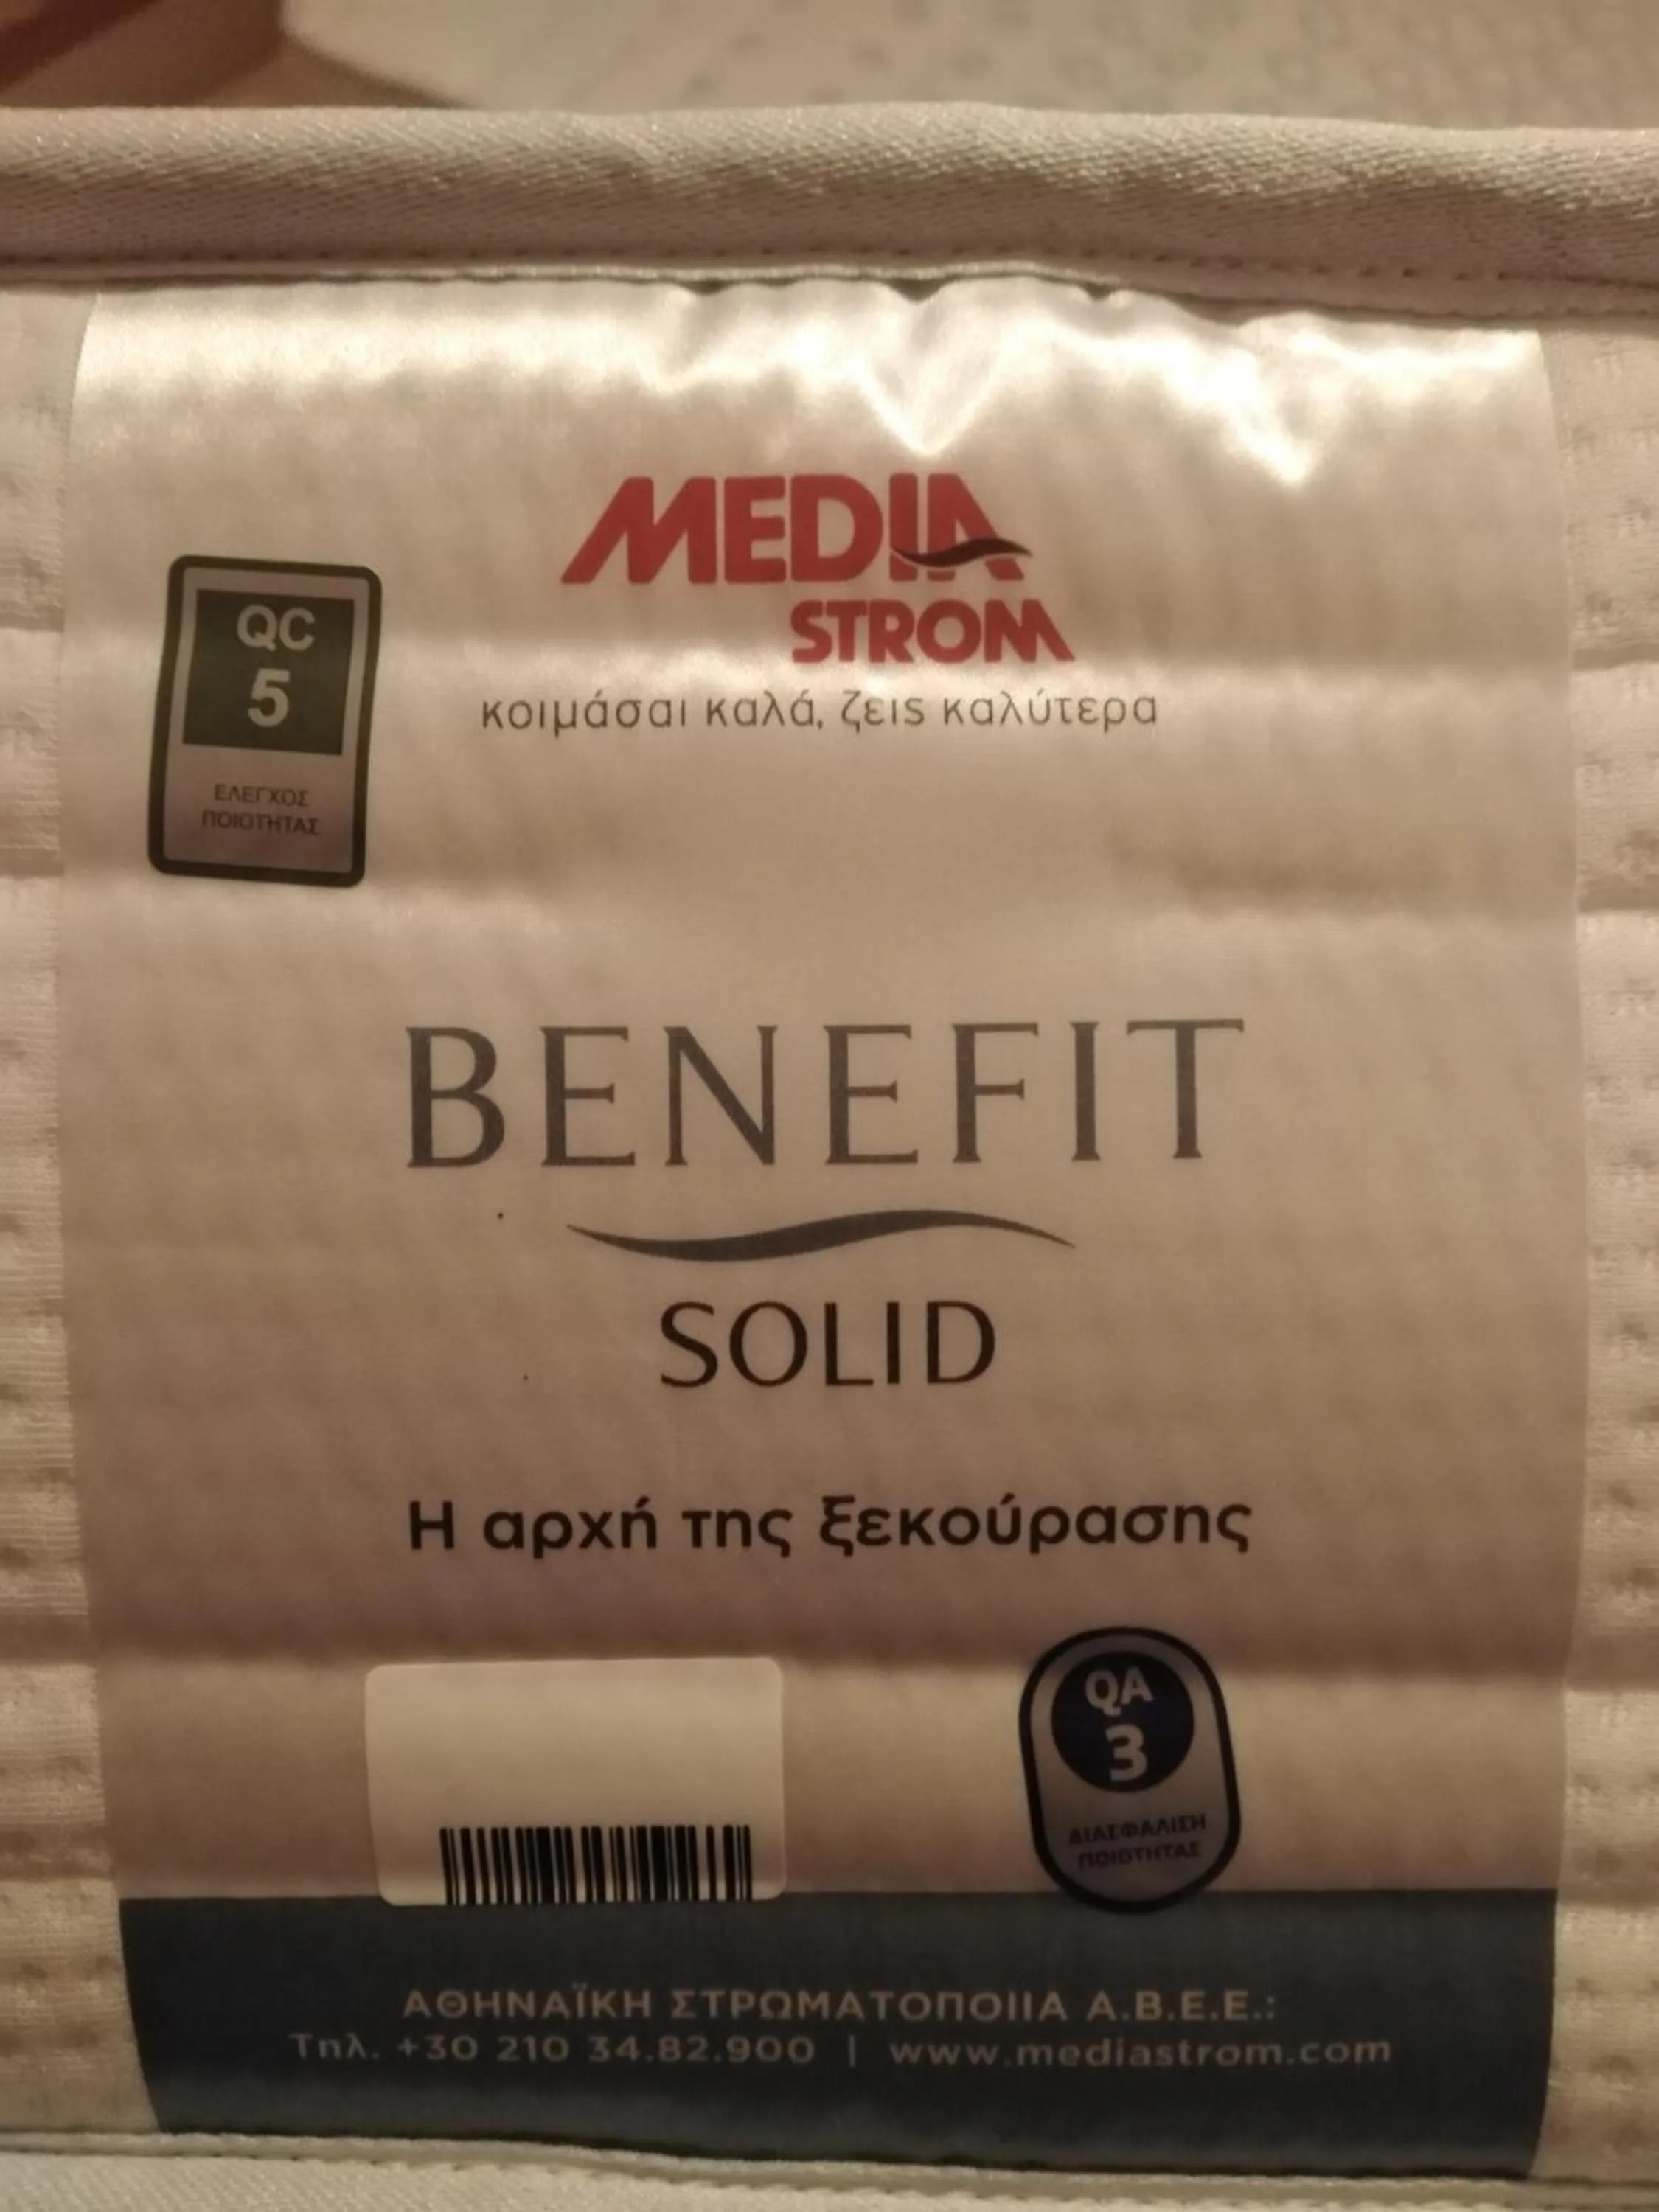 MEDIA
STROM
κοιμάσαι καλά, ζεις καλύτερα
QC
5
ΕΛΕΓΧΟΣ
ΠΟΙΟΤΗΤΑΣ
BENEFIT
SOLID
Η αρχή της ξεκούρασης
QA
3
ΔΙΑΣΦΑΛΙΣΗ
ΠΟΙΟΤΗΤΑΣ
ΑΘΗΝΑΪΚΗ ΣΤΡΩΜΑΤΟΠΟΙΙΑ Α.Β.Ε.Ε.:
Τηλ. +30 210 34.82.900 | www.mediastrom.com